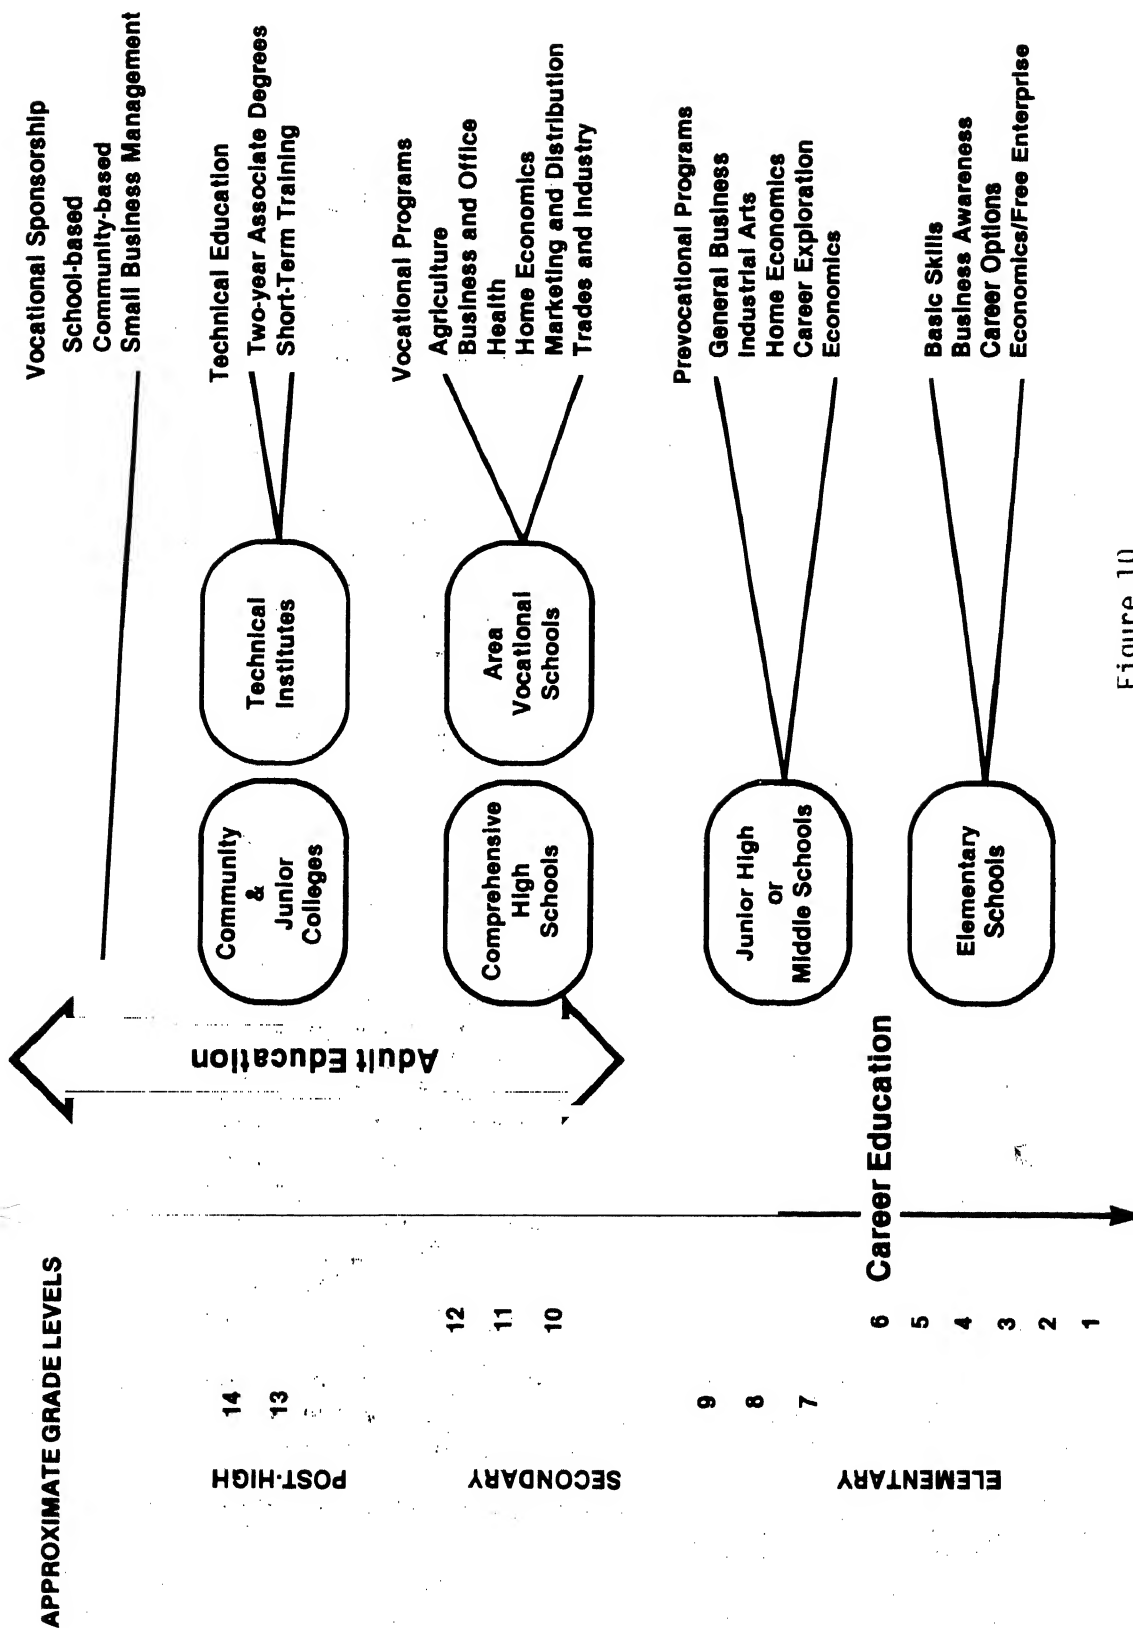 APPROXIMATE GRADE LEVELS
Vocational Sponsorship
School-based
Community-based
Small Business Management
POST-HIGH
14
13
Adult Education
Community
&
Junior
Colleges
Technical
Institutes
Technical Education
Two-year Associate Degrees
Short-Term Training
SECONDARY
12
11
10
Comprehensive
High
Schools
Area
Vocational
Schools
Vocational Programs
Agriculture
Business and Office
Health
Home Economics
Marketing and Distribution
Trades and Industry
9
8
7
Junior High
or
Middle Schools
Prevocational Programs
General Business
Industrial Arts
Home Economics
Career Exploration
Economics
ELEMENTARY
6
5
4
3
2
1
Career Education
Elementary
Schools
Basic Skills
Business Awareness
Career Options
Economics/Free Enterprise
Figure 10